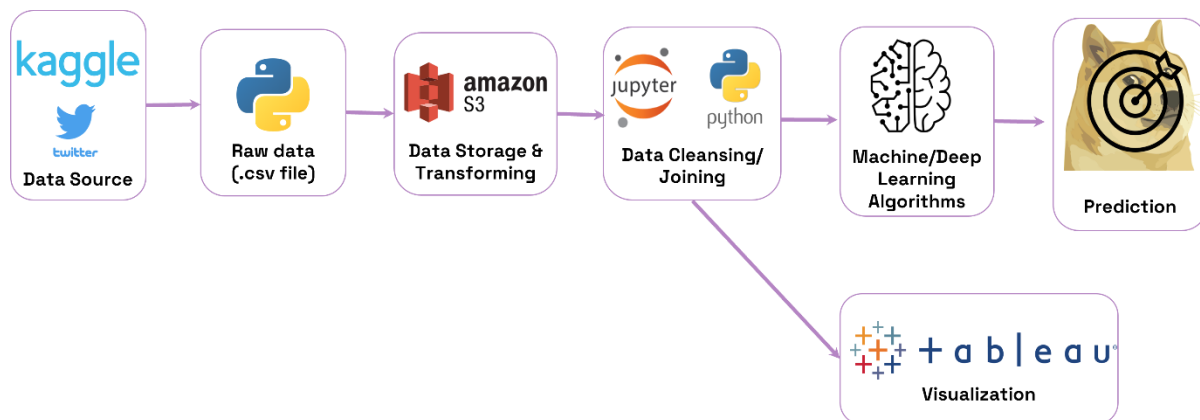 kaggle
twitter
Data Source
Raw data
(.csv file)
amazon
S3
Data Storage &
Transforming
jupyter
python
Data Cleansing/
Joining
Machine/Deep
Learning
Algorithms
Prediction
+ a b | e a u
Visualization